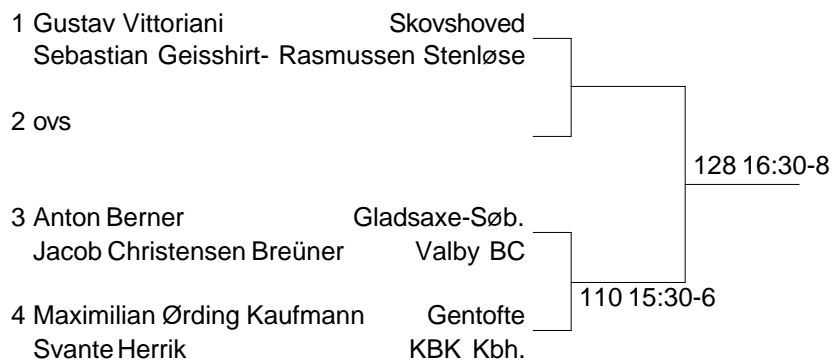 1 Gustav Vittoriani Skovshoved
Sebastian Geisshirt- Rasmussen Stenløse
2 ovs
128 16:30-8
3 Anton Berner Gladsaxe-Søb.
Jacob Christensen Breüner Valby BC
110 15:30-6
4 Maximilian Ørding Kaufmann Gentofte
Svante Herrik KBK Kbh.